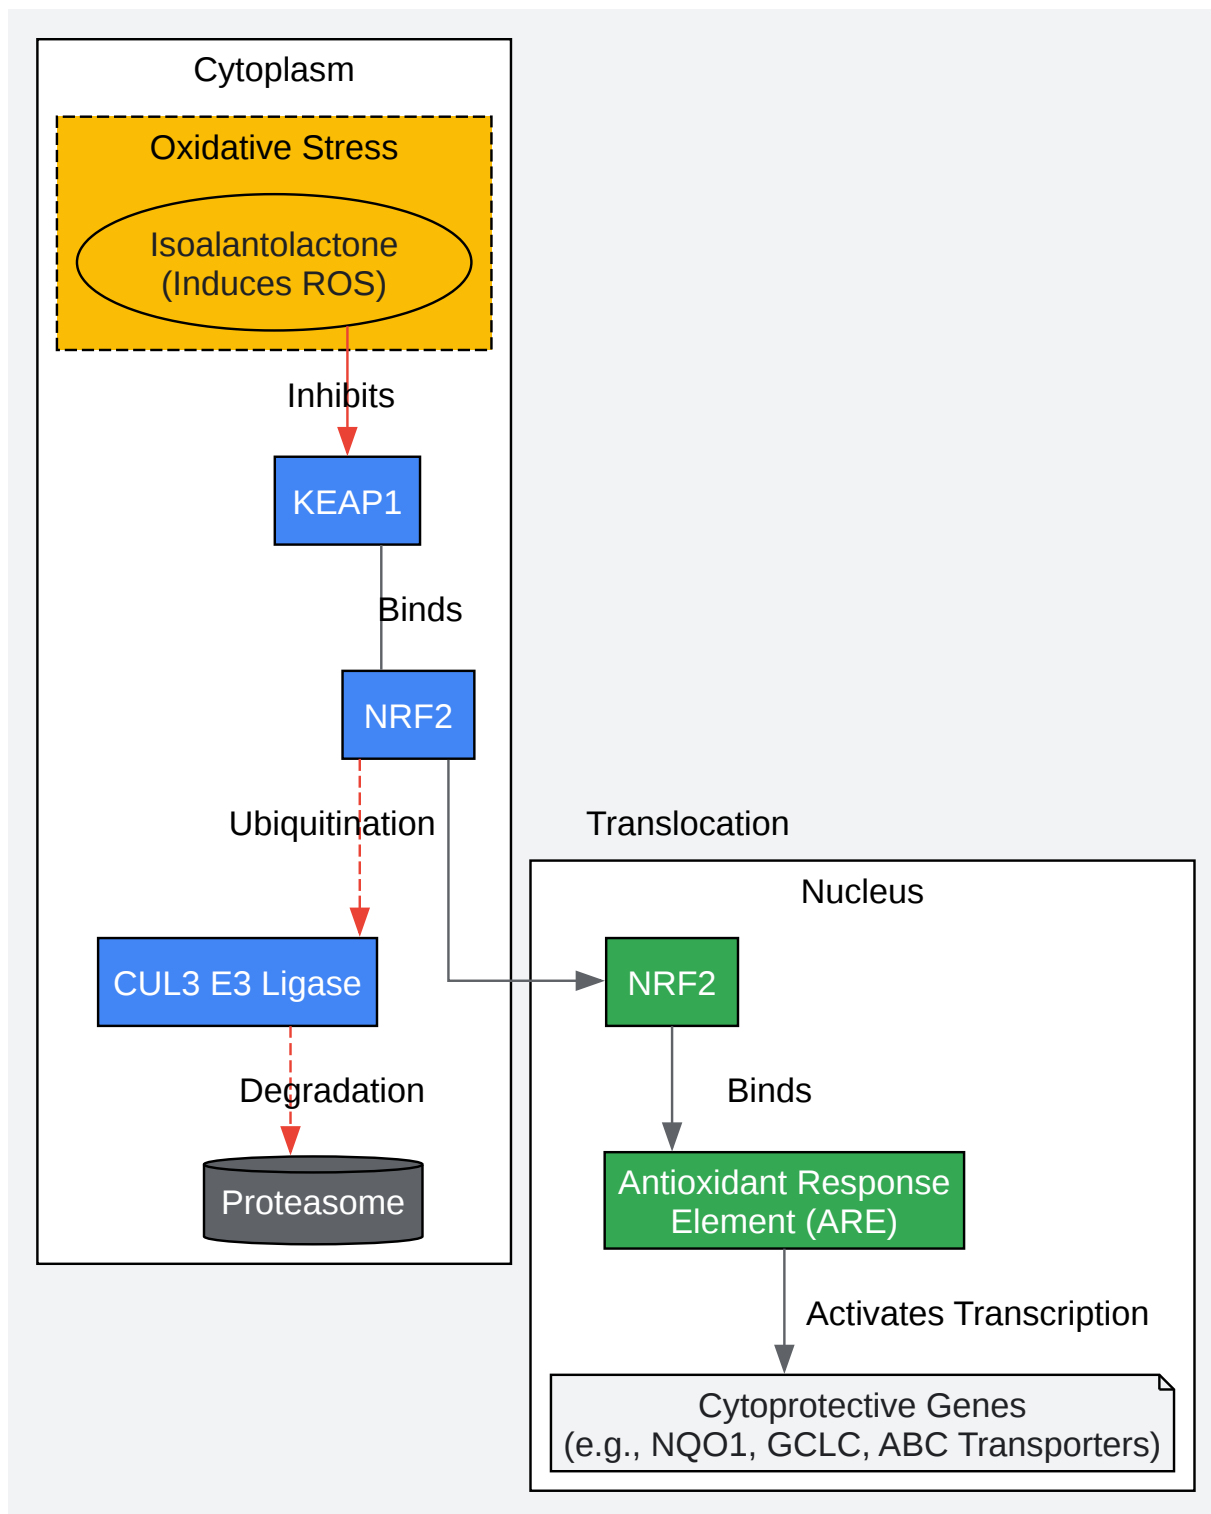 Cytoplasm
Oxidative Stress
Isoalantolactone
(Induces ROS)
Inhibits
KEAP1
Binds
NRF2
Ubiquitination
Translocation
Nucleus
CUL3 E3 Ligase
NRF2
Degradation
Binds
Proteasome
Antioxidant Response
Element (ARE)
Activates Transcription
Cytoprotective Genes
(e.g., NQO1, GCLC, ABC Transporters)